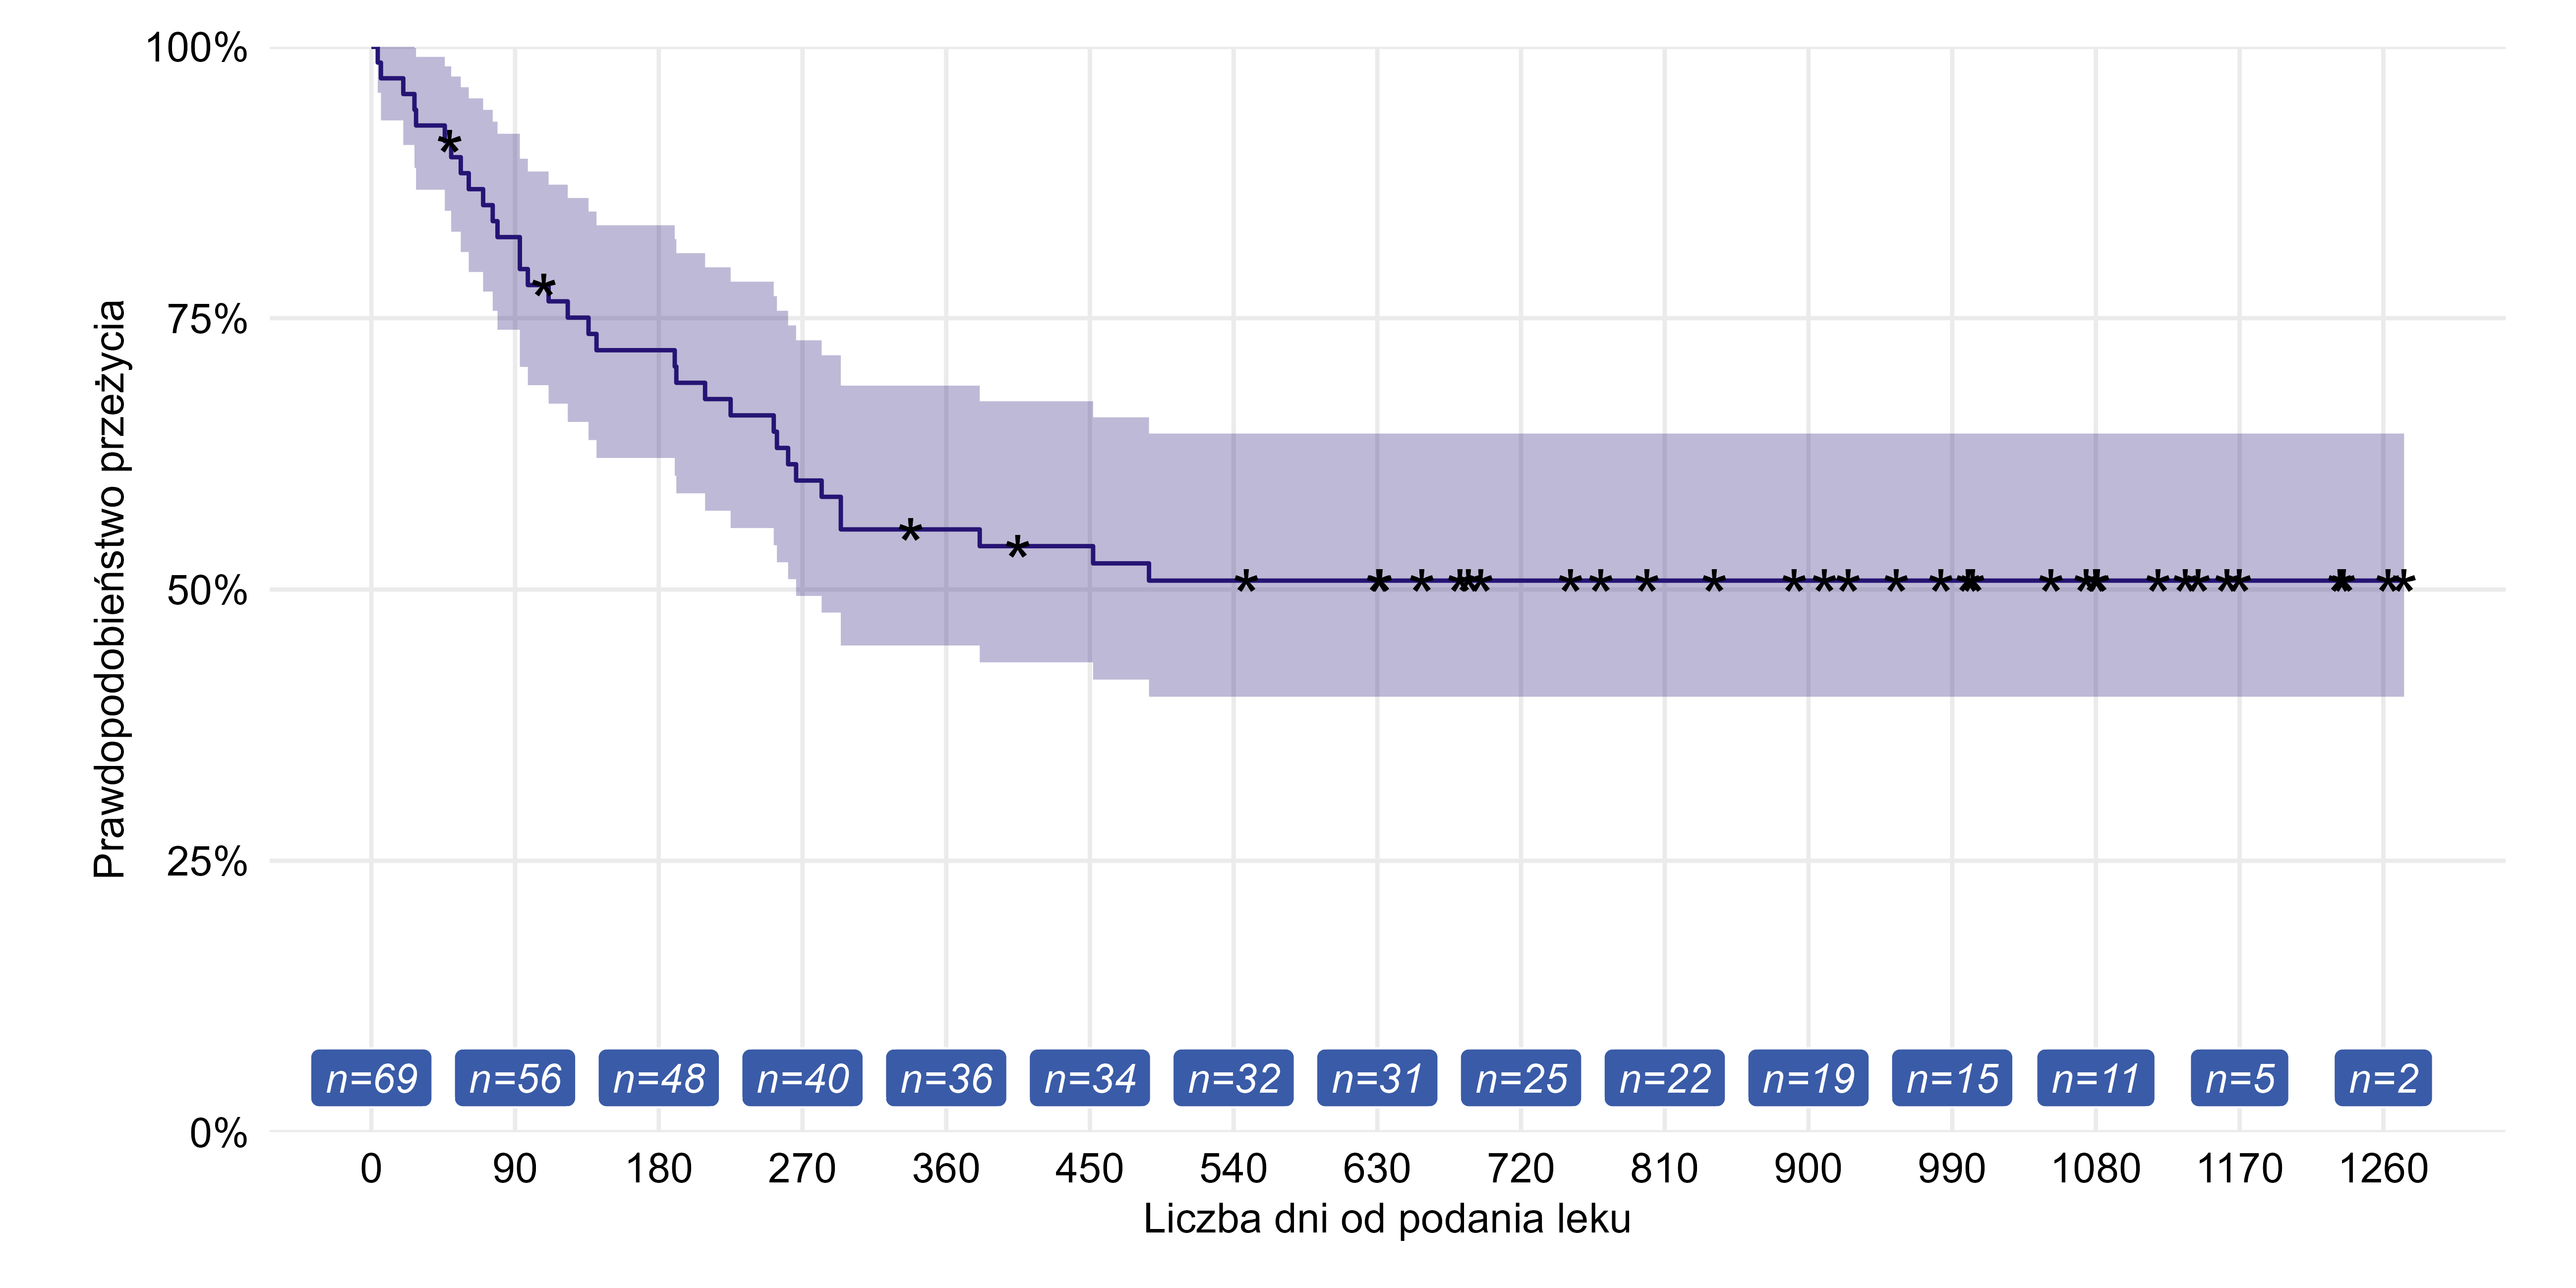 100%
75%
50%
25%
0%
Prawdopodobieństwo przeżycia
n=69 n=56 n=48 n=40 n=36 n=34 n=32 n=31 n=25 n=22 n=19 n=15 n=11 n=5 n=2
0 90 180 270 360 450 540 630 720 810 900 990 1080 1170 1260
Liczba dni od podania leku